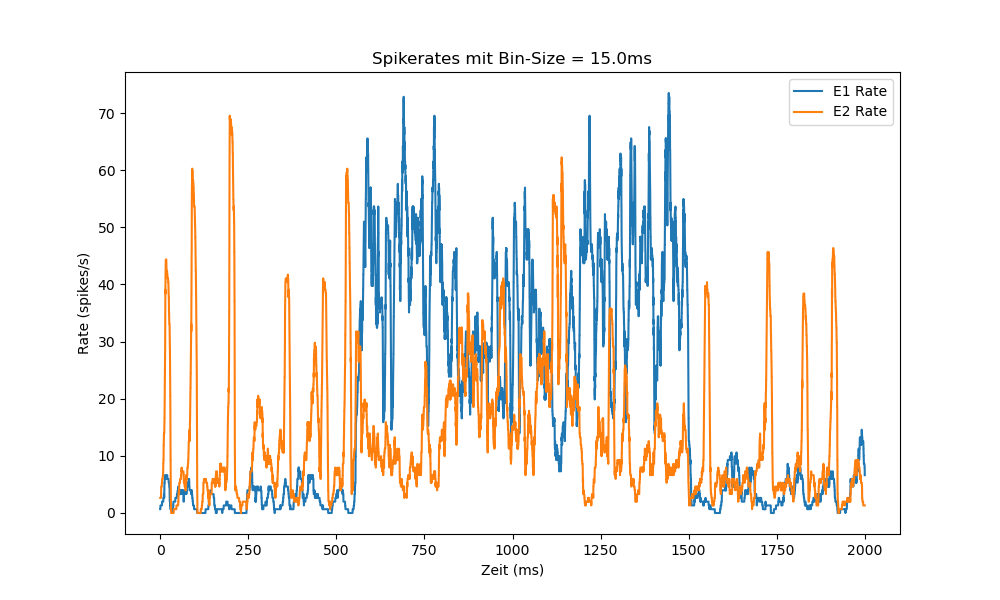 Spikerates mit Bin-Size = 15.0ms
E1 Rate
E2 Rate
70
60
50
40
30
20
10
0
Rate (spikes/s)
0 250 500 750 1000 1250 1500 1750 2000
Zeit (ms)